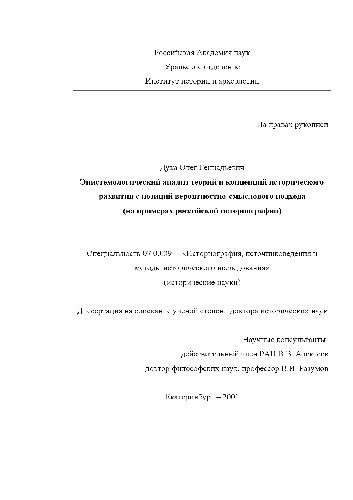 Российская Академия наук
Уральское отделение
Институт истории и археологии
На правах рукописи
Лука Олег Геннадьевич
Эпистемологический анализ теорий и концепций исторического
развития с позиций вероятностно-смыслового подхода
(на примерах российской историографии)
Специальность 07.00.09 – «Историография, источниковедение и
методы исторического исследования»
(исторические науки)
Диссертация на соискание ученой степени доктора исторических наук
Научные консультанты:
действительный член РАН В.В. Алексеев
доктор философских наук, профессор В.И. Разумов
Екатеринбург – 2001